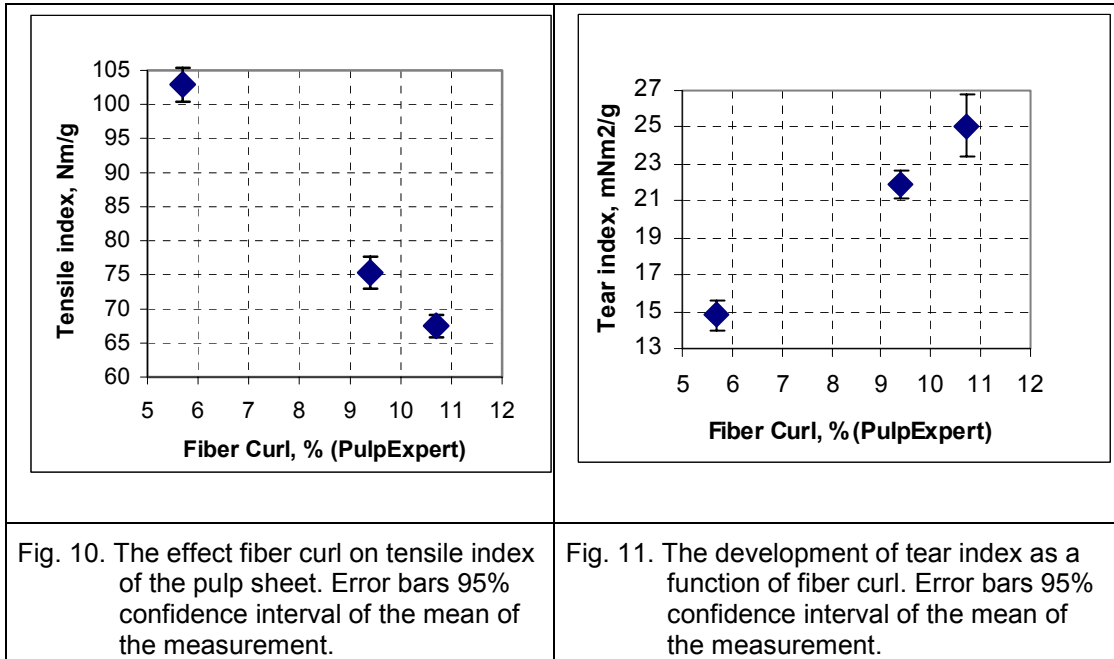 Tensile index, Nm/g
105
100
95
90
85
80
75
70
65
60
5 6 7 8 9 10 11 12
Fiber Curl, % (PulpExpert)
Tear index, mNm2/g
27
25
23
21
19
17
15
13
5 6 7 8 9 10 11 12
Fiber Curl, % (PulpExpert)
Fig. 10. The effect fiber curl on tensile index
of the pulp sheet. Error bars 95%
confidence interval of the mean of
the measurement.
Fig. 11. The development of tear index as a
function of fiber curl. Error bars 95%
confidence interval of the mean of
the measurement.